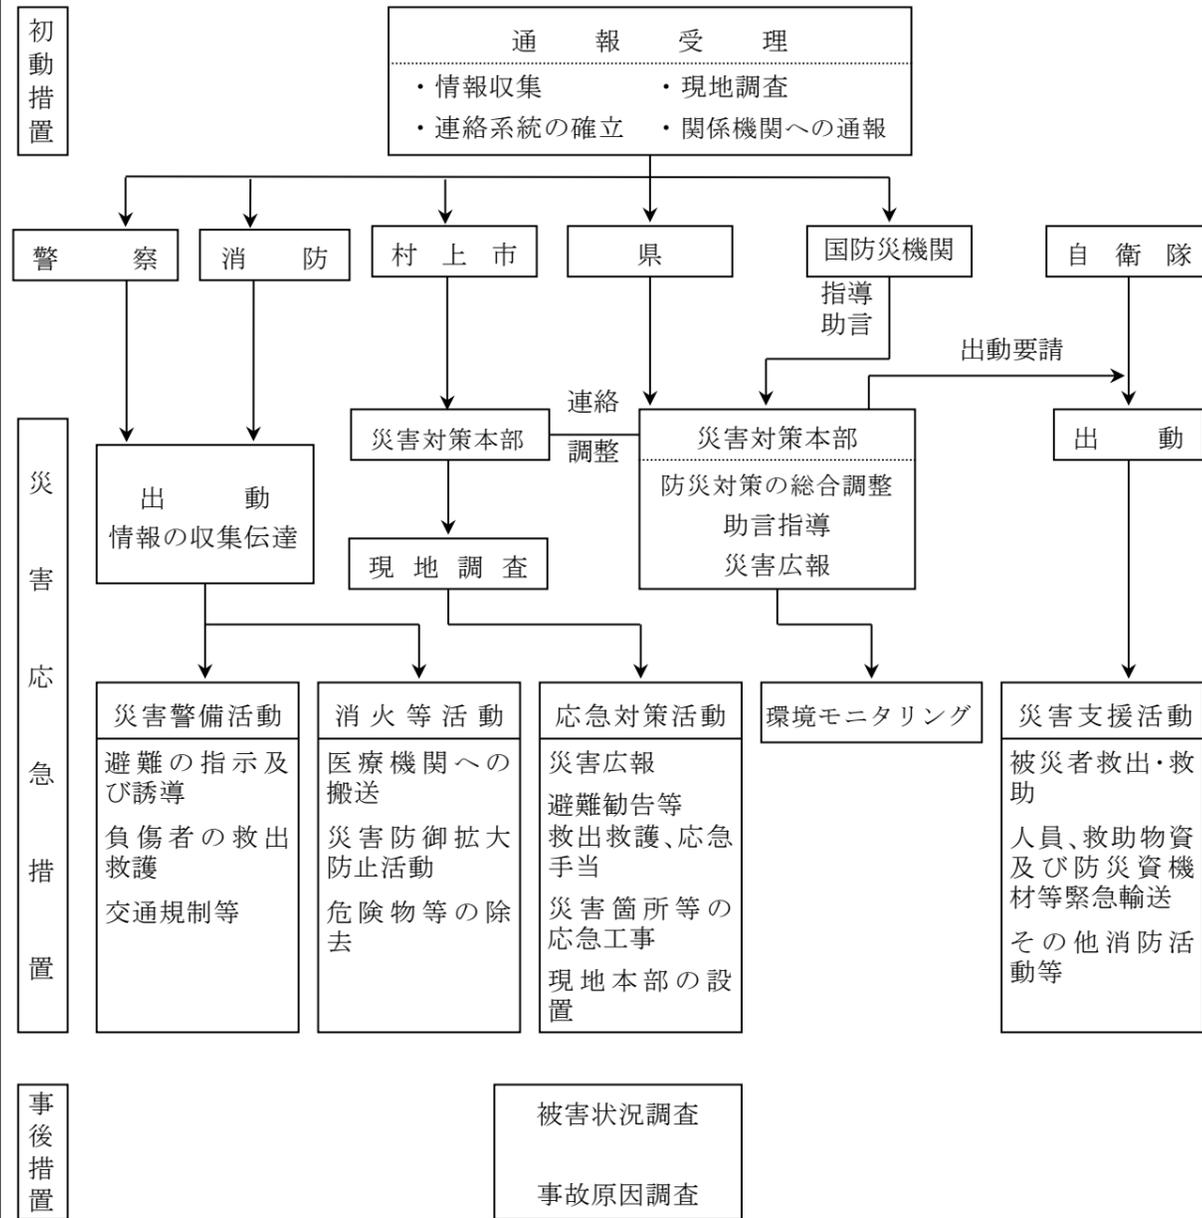 初動措置
通報受理
・情報収集
・現地調査
・連絡系統の確立
・関係機関への通報
警察
消防
村上市
県
国防災機関
自衛隊
指導
助言
出動要請
連絡
調整
災害応急措置
出動
情報の収集伝達
災害対策本部
現地調査
災害対策本部
防災対策の総合調整
助言指導
災害広報
出動
災害警備活動
避難の指示及
び誘導
負傷者の救出
救護
交通規制等
消火等活動
医療機関への
搬送
災害防御拡大
防止活動
危険物等の除
去
応急対策活動
災害広報
避難勧告等
救出救護、応急
手当
災害箇所等の
応急工事
現地本部の設
置
環境モニタリング
災害支援活動
被災者救出・救
助
人員、救助物資
及び防災資機
材等緊急輸送
その他消防活
動等
事後措置
被害状況調査
事故原因調査